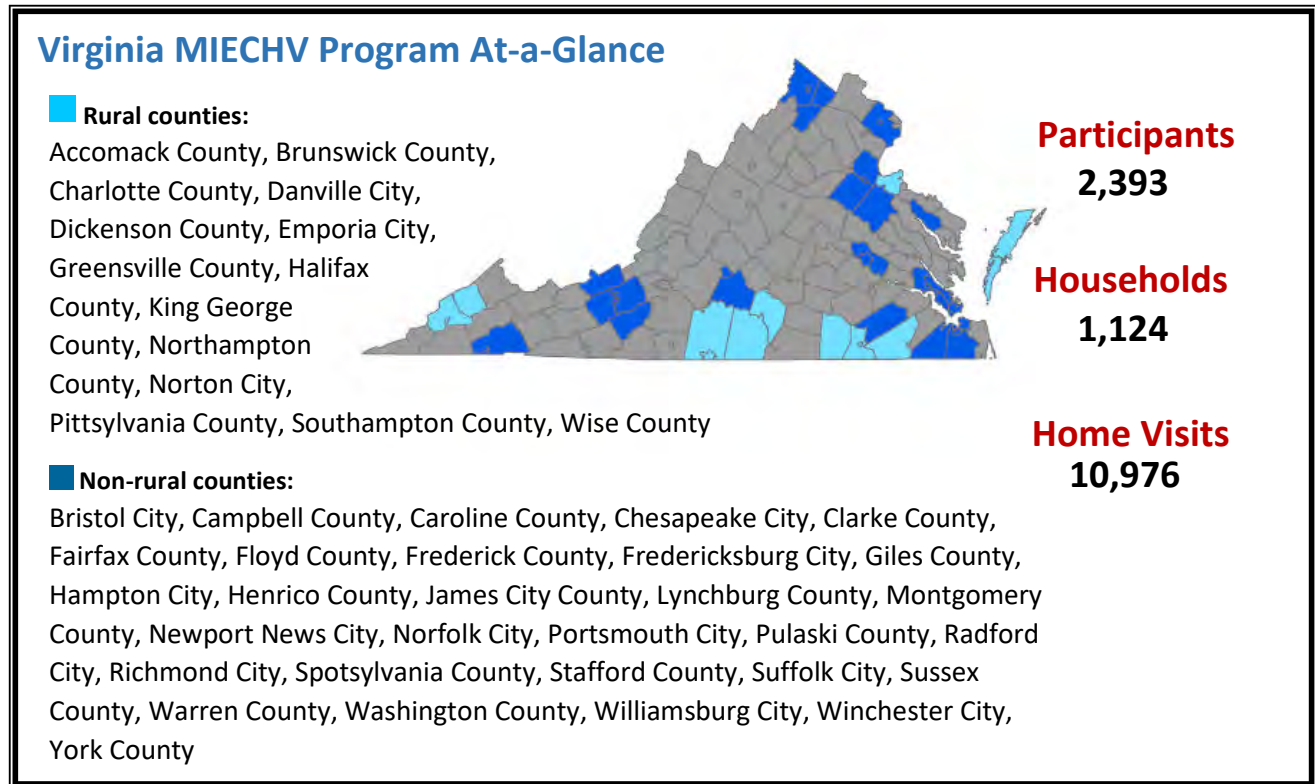 Virginia MIECHV Program At-a-Glance
Rural counties:
Accomack County, Brunswick County,
Charlotte County, Danville City,
Dickenson County, Emporia City,
Greensville County, Halifax
County, King George
County, Northampton
County, Norton City,
Pittsylvania County, Southampton County, Wise County
Non-rural counties:
Bristol City, Campbell County, Caroline County, Chesapeake City, Clarke County,
Fairfax County, Floyd County, Frederick County, Fredericksburg City, Giles County,
Hampton City, Henrico County, James City County, Lynchburg County, Montgomery
County, Newport News City, Norfolk City, Portsmouth City, Pulaski County, Radford
City, Richmond City, Spotsylvania County, Stafford County, Suffolk City, Sussex
County, Warren County, Washington County, Williamsburg City, Winchester City,
York County
Participants
2,393
Households
1,124
Home Visits
10,976